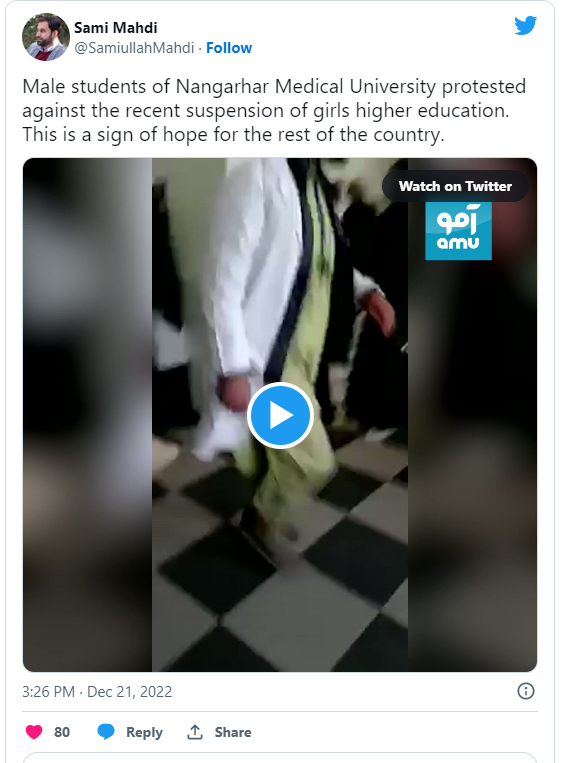 Sami Mahdi
@SamiullahMahdi · Follow
Male students of Nangarhar Medical University protested
against the recent suspension of girls higher education.
This is a sign of hope for the rest of the country.
Watch on Twitter
آمو
amu
3:26 PM · Dec 21, 2022
80 Reply Share